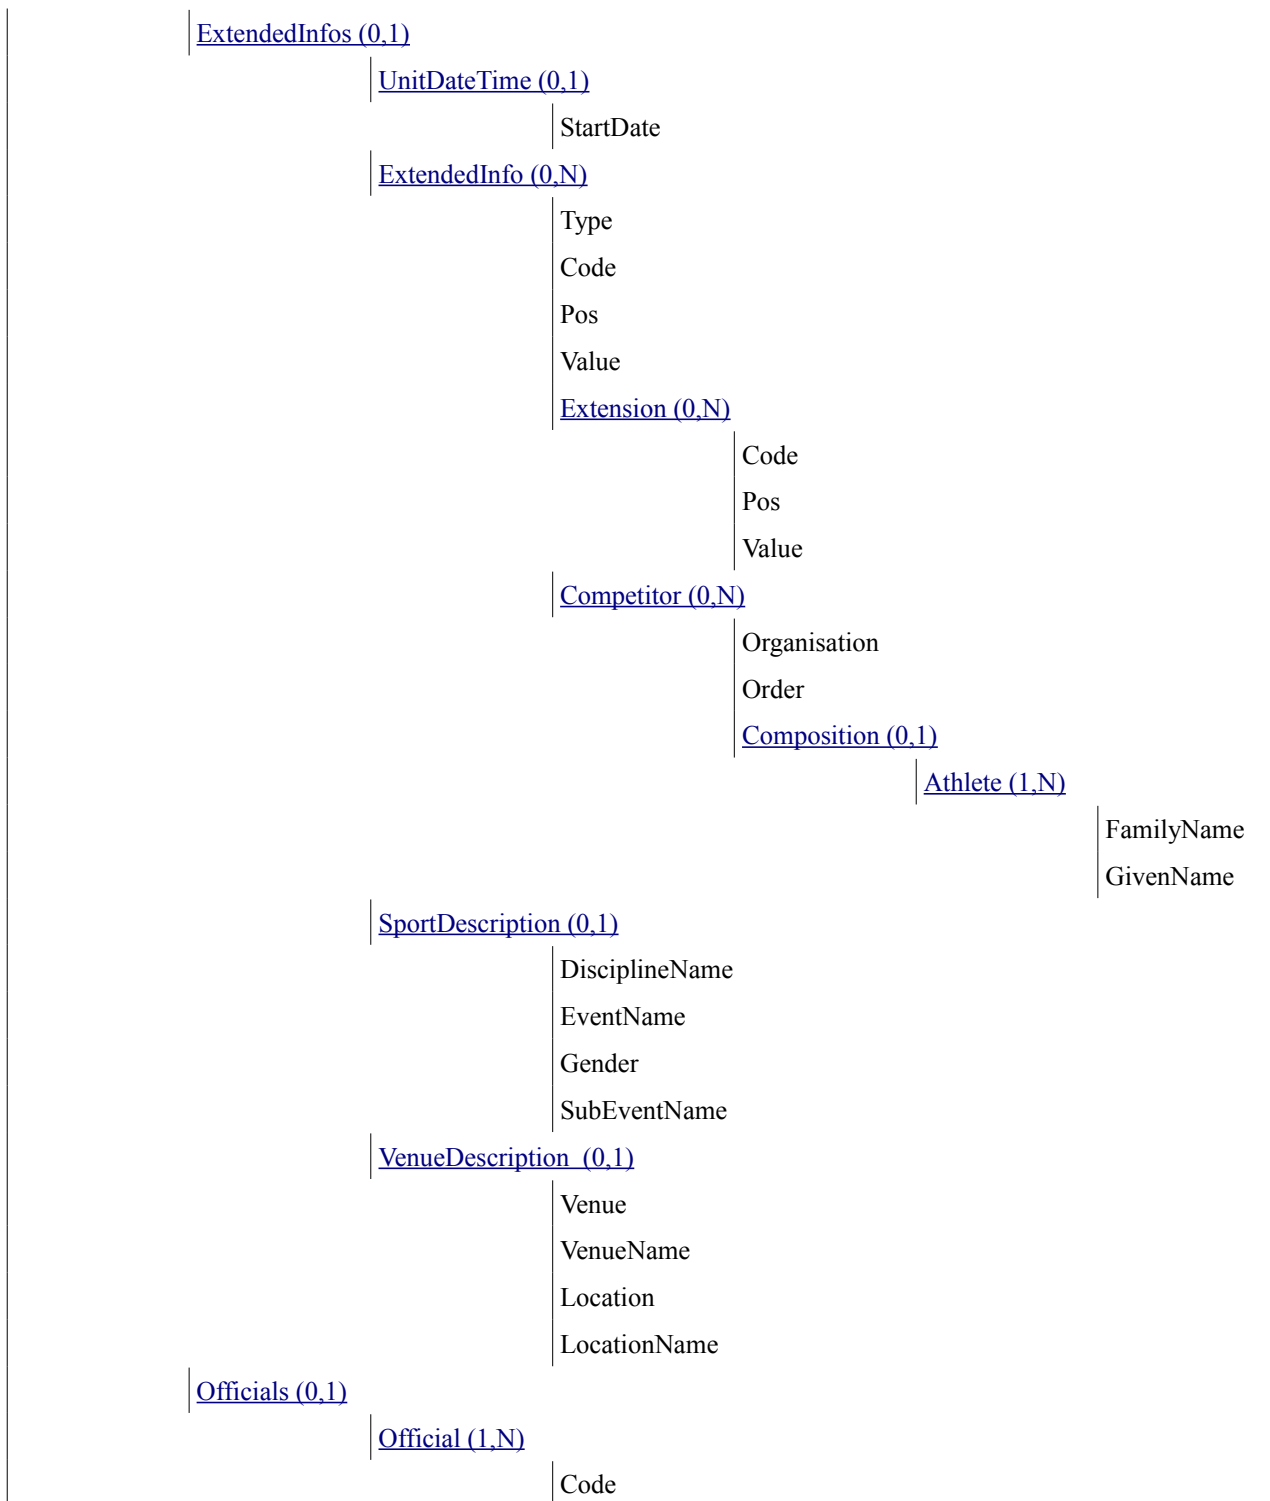 ExtendedInfos (0,1)
UnitDateTime (0,1)
StartDate
ExtendedInfo (0,N)
Type
Code
Pos
Value
Extension (0,N)
Code
Pos
Value
Competitor (0,N)
Organisation
Order
Composition (0,1)
Athlete (1,N)
FamilyName
GivenName
SportDescription (0,1)
DisciplineName
EventName
Gender
SubEventName
VenueDescription  (0,1)
Venue
VenueName
Location
LocationName
Officials (0,1)
Official (1,N)
Code